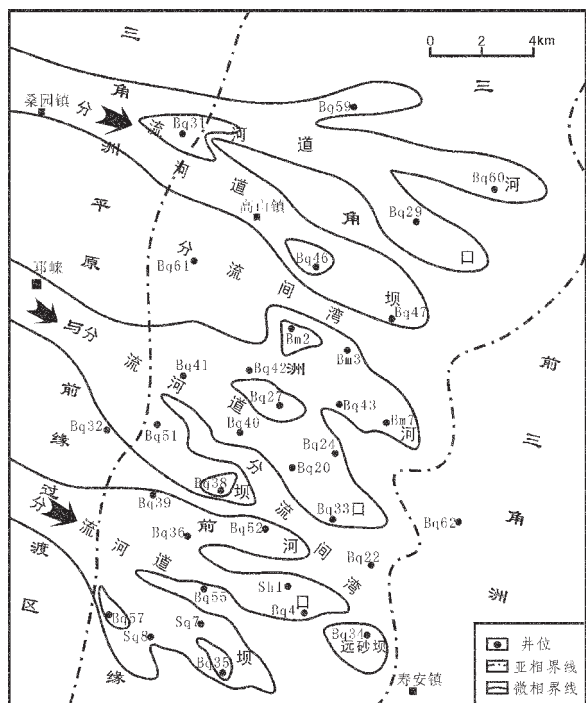 三角洲平原与前缘过渡区
三角洲前缘
前三角洲
0 2 4km
桑园镇
高山镇
邛崃
寿安镇
分流河道
分流间湾
河口坝
分流河道
分流间湾
河口坝
分流河道
河口坝
远砂坝
Bq59
Bq31
Bq60
Bq29
Bq46
Bq61
Bq47
Bm2
Bm3
Bq41
Bq42
Bq27
Bq43
Bm7
Bq32
Bq51
Bq40
Bq24
Bq20
Bq38
Bq39
Bq33
Bq36
Bq52
Bq62
Bq22
Bq55
Sh1
Bq4
Bq57
Sq8
Sq7
Bq35
Bq34
井位
亚相界线
微相界线